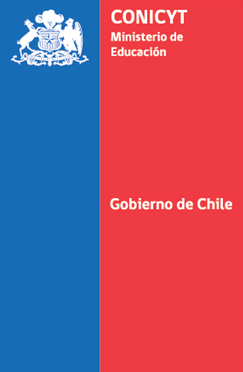 CONICYT
Ministerio de
Educación
Gobierno de Chile